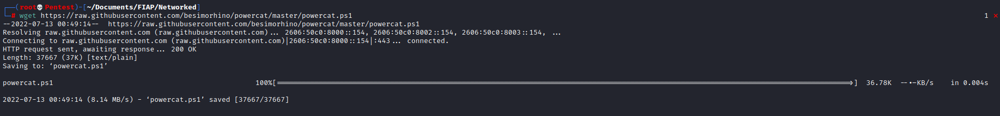 ┌──(root💀Pentest)-[~/Documents/FIAP/Networked]
└─# wget https://raw.githubusercontent.com/besimorhino/powercat/master/powercat.ps1 1 ⨯
--2022-07-13 00:49:14-- https://raw.githubusercontent.com/besimorhino/powercat/master/powercat.ps1
Resolving raw.githubusercontent.com (raw.githubusercontent.com)... 2606:50c0:8000::154, 2606:50c0:8002::154, 2606:50c0:8003::154, ...
Connecting to raw.githubusercontent.com (raw.githubusercontent.com)|2606:50c0:8000::154|:443... connected.
HTTP request sent, awaiting response... 200 OK
Length: 37667 (37K) [text/plain]
Saving to: ‘powercat.ps1’
powercat.ps1 100%[===================>] 36.78K --.-KB/s in 0.004s
2022-07-13 00:49:14 (8.14 MB/s) - ‘powercat.ps1’ saved [37667/37667]